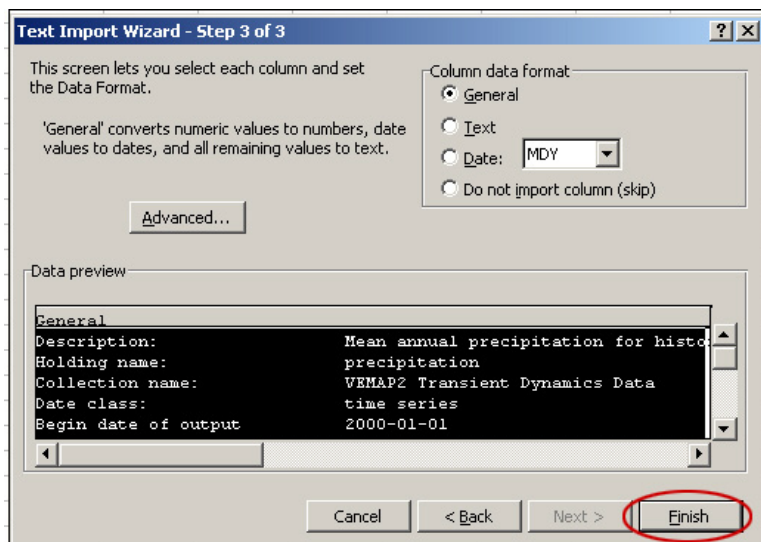 Text Import Wizard - Step 3 of 3
This screen lets you select each column and set
the Data Format.
'General' converts numeric values to numbers, date
values to dates, and all remaining values to text.
Advanced...
Column data format
General
Text
Date: MDY
Do not import column (skip)
Data preview
General
Description: Mean annual precipitation for histo
Holding name: precipitation
Collection name: VEMAP2 Transient Dynamics Data
Date class: time series
Begin date of output 2000-01-01
Cancel < Back Next > Finish